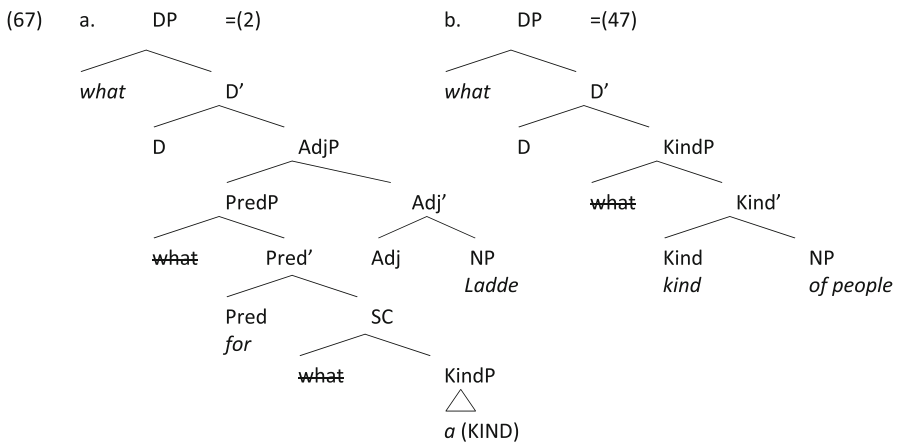 (67) a. DP =(2) b. DP =(47)
what D’ what D’
D AdjP D KindP
PredP Adj’ what Kind’
what Pred’ Adj NP Kind NP
Ladde kind of people
Pred SC
for
what KindP
a (KIND)